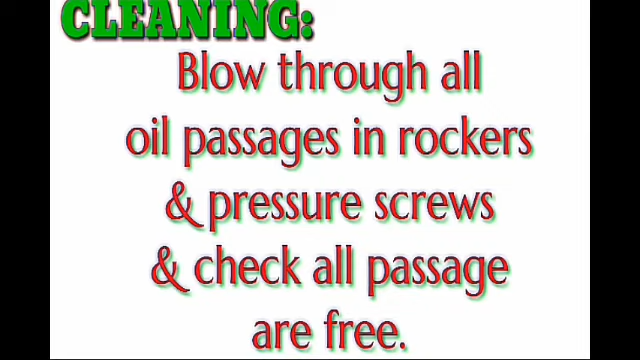 CLEANING:
Blow through all
oil passages in rockers
& pressure screws
& check all passage
are free.